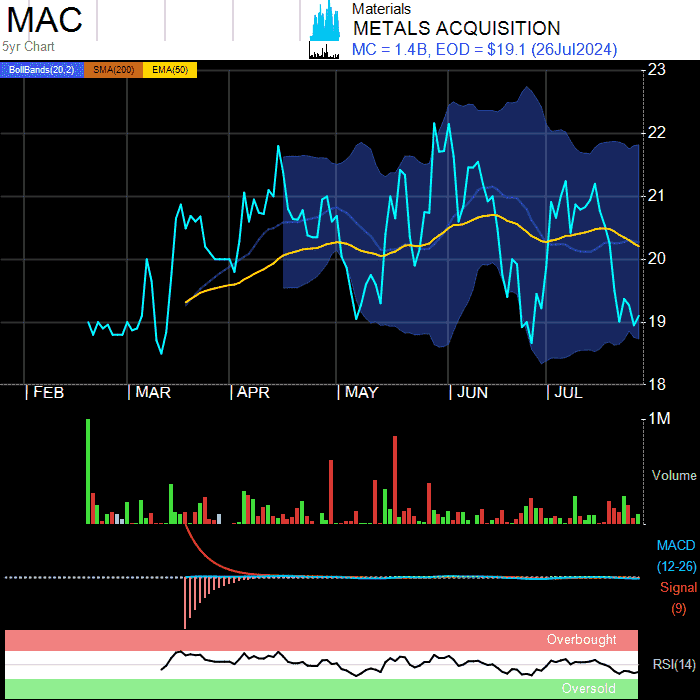 MAC
5yr Chart
Materials
METALS ACQUISITION
MC = 1.4B, EOD = $19.1 (26Jul2024)
BollBands(20,2) SMA(200) EMA(50)
23
22
21
20
19
18
FEB MAR APR MAY JUN JUL
1M
Volume
MACD
(12-26)
Signal
(9)
Overbought
RSI(14)
Oversold